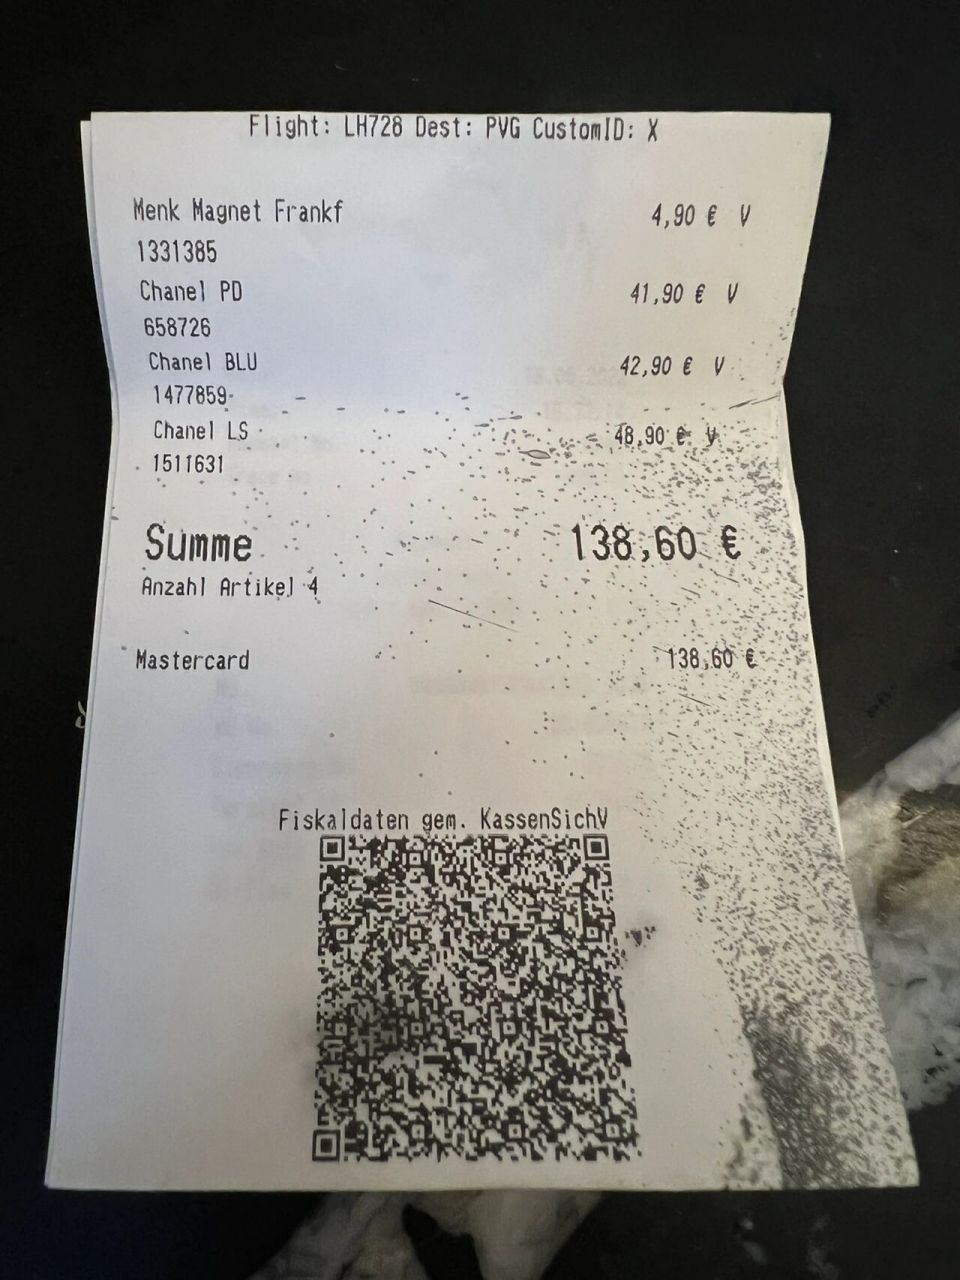 Flight: LH728 Dest: PVG CustomID: X
Menk Magnet Frankf 4,90 € V
1331385
Chanel PD 41,90 € V
658726
Chanel BLU 42,90 € V
1477859
Chanel LS 48,90 € V
1511631
Summe 138,60 €
Anzahl Artikel 4
Mastercard 138,60 €
Fiskaldaten gem. KassenSichV